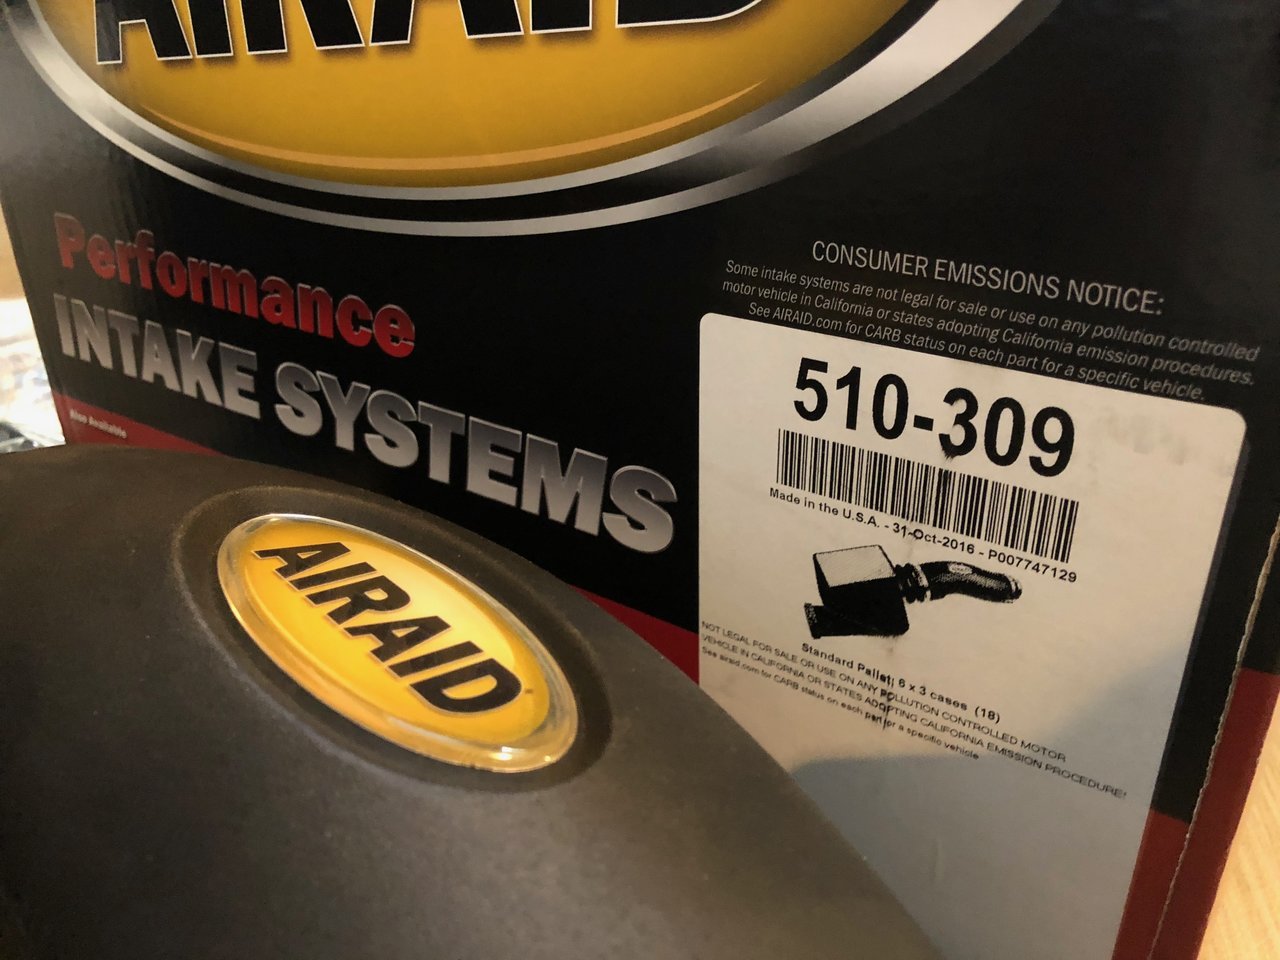 AIRAID
Performance
INTAKE SYSTEMS
Also Available
CONSUMER EMISSIONS NOTICE:
Some intake systems are not legal for sale or use on any pollution controlled
motor vehicle in California or states adopting California emission procedures.
See AIRAID.com for CARB status on each part for a specific vehicle.
510-309
Made in the U.S.A. - 31-Oct-2016 - P007747129
Standard Pallet; 6 x 3 cases (18)
NOT LEGAL FOR SALE OR USE ON ANY POLLUTION CONTROLLED MOTOR
VEHICLE IN CALIFORNIA OR STATES ADOPTING CALIFORNIA EMISSION PROCEDURE!
See airaid.com for CARB status on each part for a specific vehicle
AIRAID